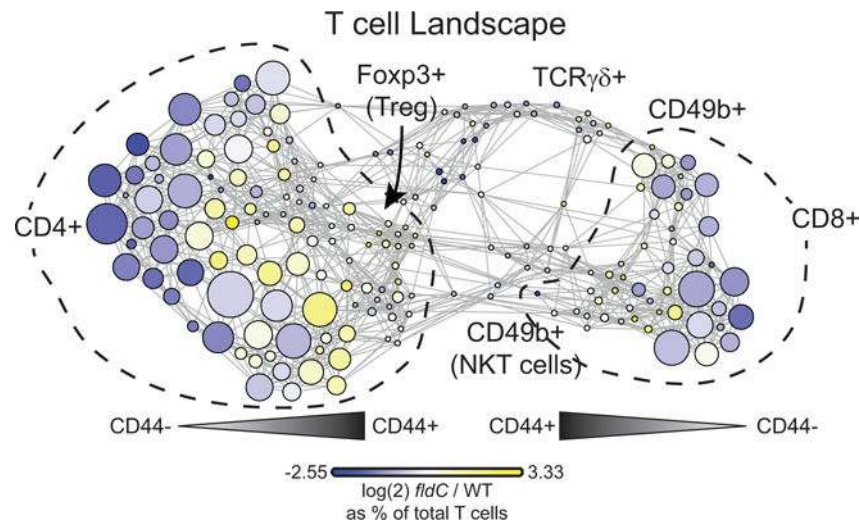 T cell Landscape
Foxp3+
(Treg)
TCRγδ+
CD49b+
CD4+
CD8+
CD49b+
(NKT cells)
CD44- CD44+ CD44+ CD44-
-2.55 3.33
log(2) fldC / WT
as % of total T cells